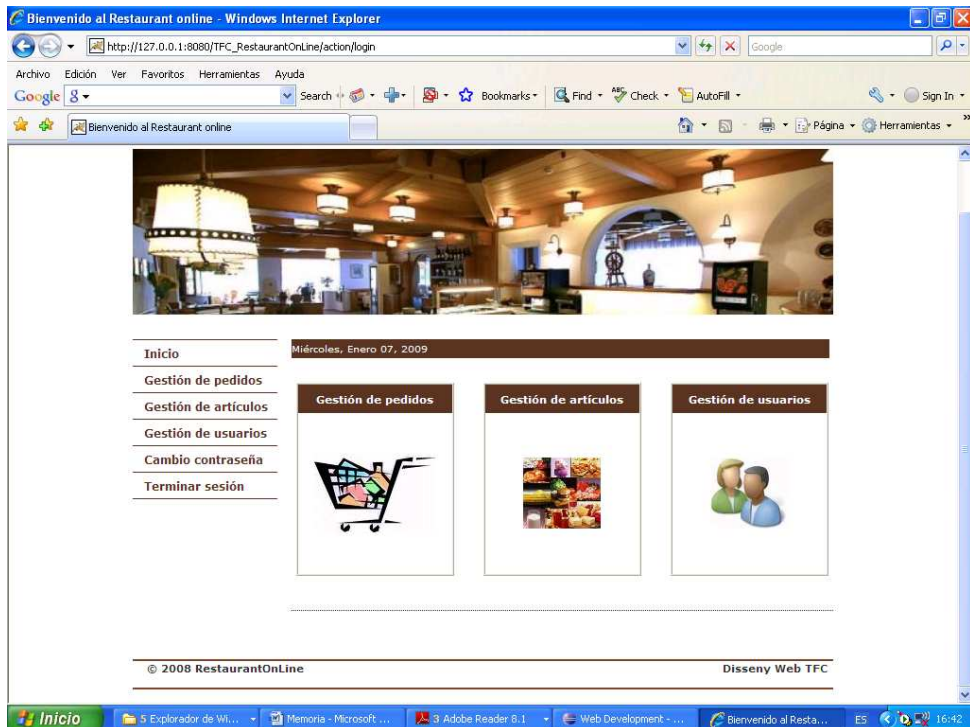 Bienvenido al Restaurant online - Windows Internet Explorer
http://127.0.0.1:8080/TFC_RestaurantOnLine/action/login
Google
Archivo Edición Ver Favoritos Herramientas Ayuda
Google Search Bookmarks Find Check AutoFill Sign In
Bienvenido al Restaurant online Página Herramientas
Miércoles, Enero 07, 2009
Inicio
Gestión de pedidos
Gestión de artículos
Gestión de usuarios
Cambio contraseña
Terminar sesión
Gestión de pedidos Gestión de artículos Gestión de usuarios
© 2008 RestaurantOnLine Disseny Web TFC
Inicio 5 Explorador de Wi... Memoria - Microsoft ... 3 Adobe Reader 8.1 Web Development - ... Bienvenido al Resta... ES 16:42